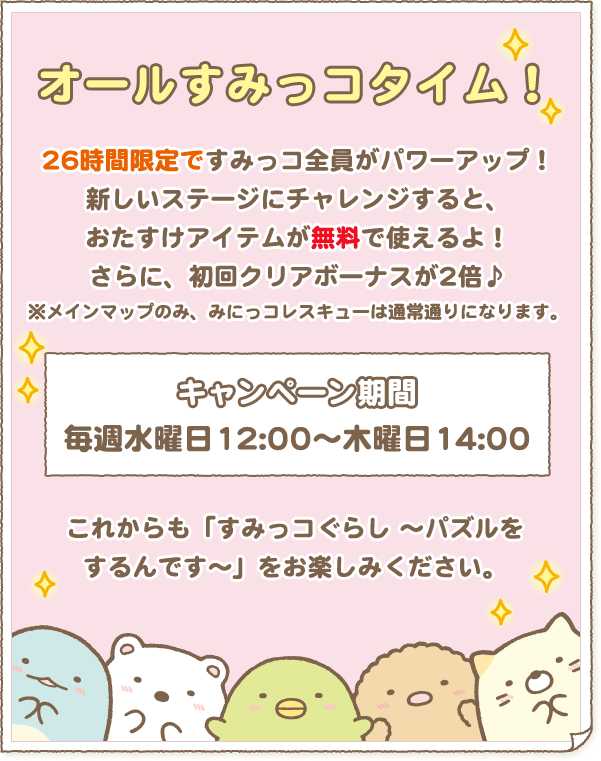 オールすみっコタイム！
26時間限定ですみっコ全員がパワーアップ！
新しいステージにチャレンジすると、
おたすけアイテムが無料で使えるよ！
さらに、初回クリアボーナスが2倍♪
※メインマップのみ、みにっコレスキューは通常通りになります。
キャンペーン期間
毎週水曜日12:00〜木曜日14:00
これからも「すみっコぐらし 〜パズルを
するんです〜」をお楽しみください。